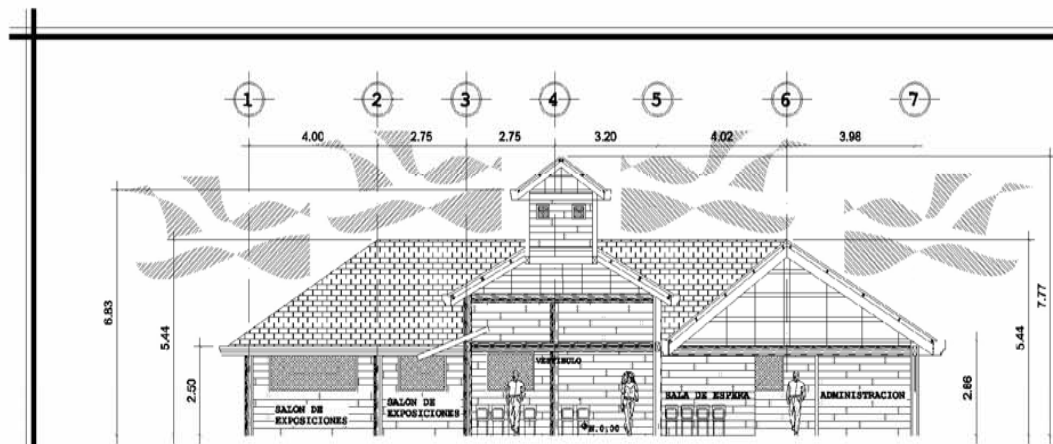 1 2 3 4 5 6 7
4.00 2.75 2.75 3.20 4.02 3.98
6.83
5.44
2.50
7.77
5.44
2.86
VESTIBULO
SALON DE
EXPOSICIONES
SALON DE
EXPOSICIONES
SALA DE ESPERA
ADMINISTRACION
N.0.00